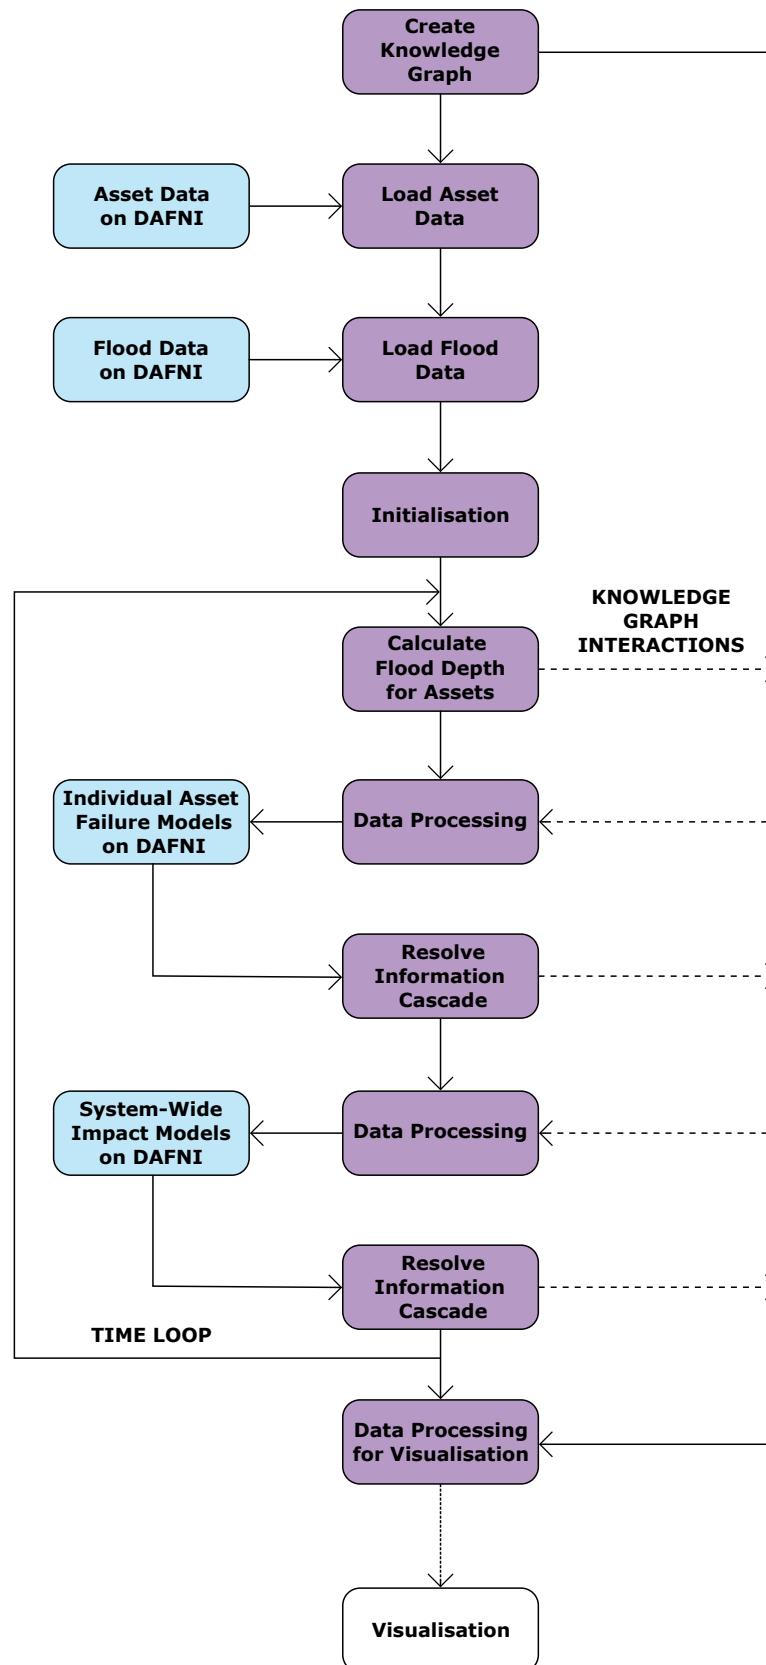 Create
Knowledge
Graph
Asset Data
on DAFNI
Load Asset
Data
Flood Data
on DAFNI
Load Flood
Data
Initialisation
KNOWLEDGE
GRAPH
INTERACTIONS
Calculate
Flood Depth
for Assets
Individual Asset
Failure Models
on DAFNI
Data Processing
Resolve
Information
Cascade
System-Wide
Impact Models
on DAFNI
Data Processing
Resolve
Information
Cascade
TIME LOOP
Data Processing
for Visualisation
Visualisation